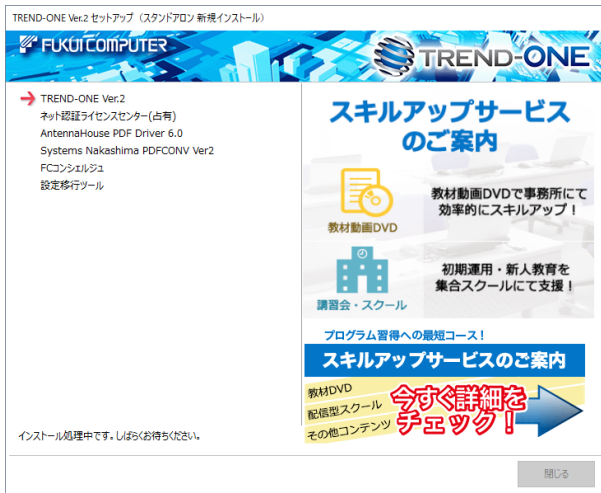 TREND-ONE Ver.2 セットアップ（スタンドアロン 新規インストール）
FUKUI COMPUTER
TREND-ONE
TREND-ONE Ver.2
ネット認証ライセンスセンター(占有)
AntennaHouse PDF Driver 6.0
Systems Nakashima PDFCONV Ver2
FCコンシェルジュ
設定移行ツール
スキルアップサービス
のご案内
教材動画DVD
教材動画DVDで事務所にて
効率的にスキルアップ！
講習会・スクール
初期運用・新人教育を
集合スクールにて支援！
プログラム習得への最短コース！
スキルアップサービスのご案内
教材DVD
配信型スクール
その他コンテンツ
今すぐ詳細を
チェック！
インストール処理中です。しばらくお待ちください。
閉じる